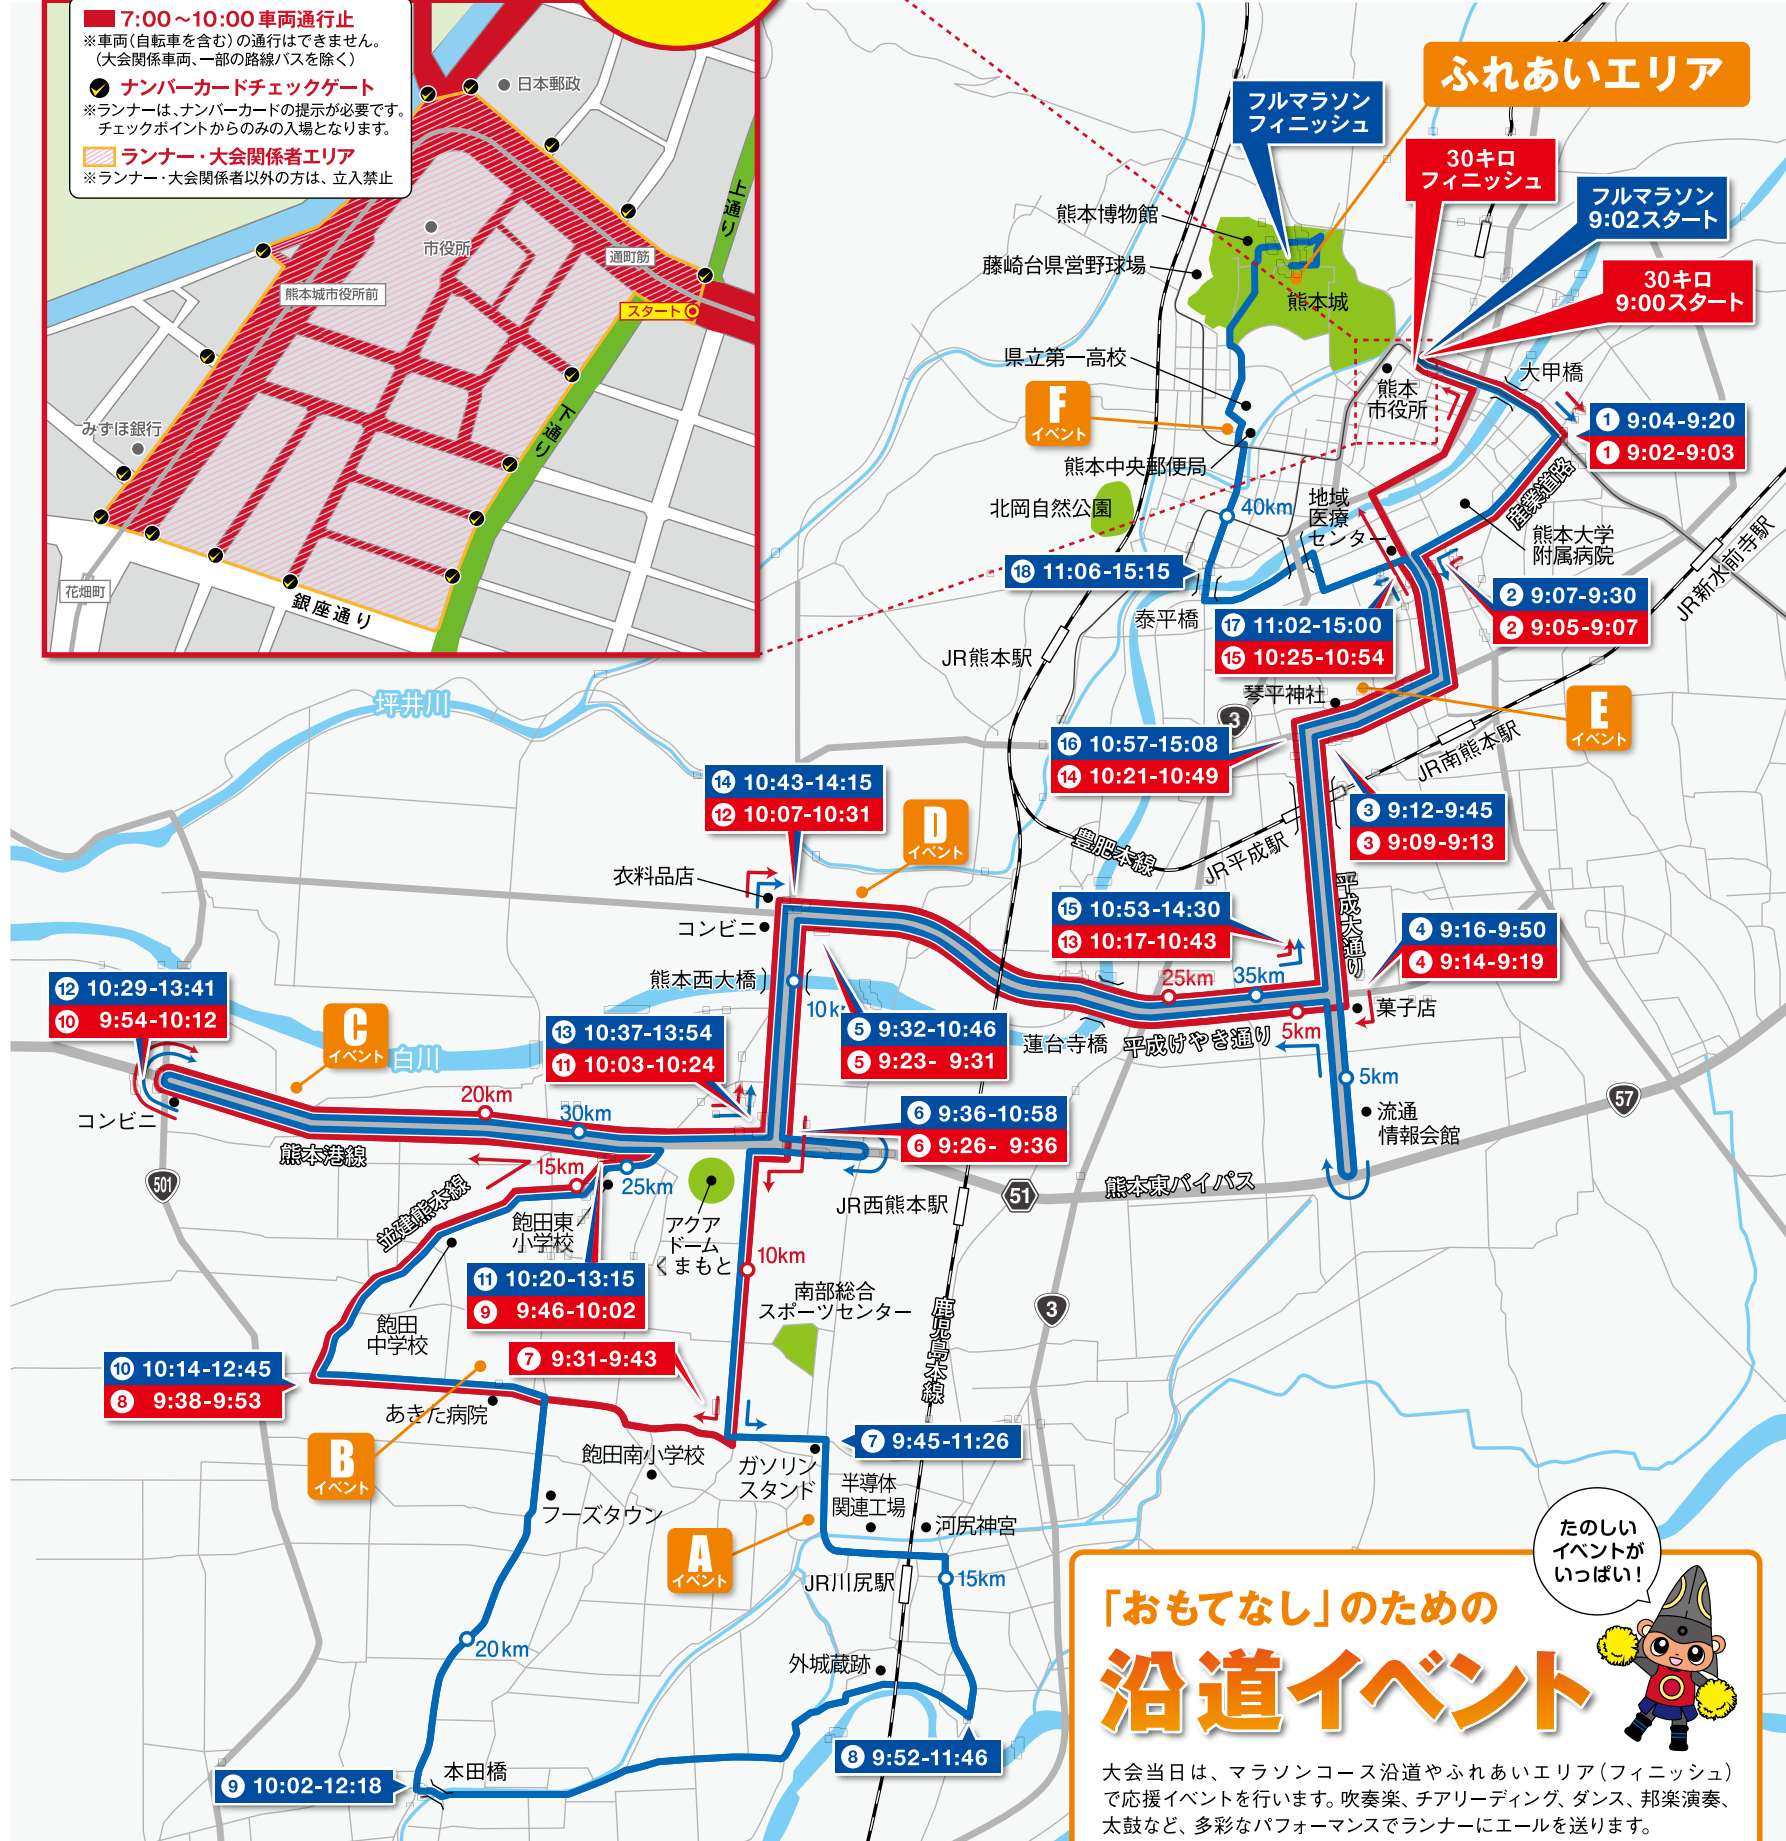 7:00～10:00 車両通行止
※車両(自転車を含む)の通行はできません。
(大会関係車両、一部の路線バスを除く)
ナンバーカードチェックゲート
※ランナーは、ナンバーカードの提示が必要です。
チェックポイントからのみの入場となります。
ランナー・大会関係者エリア
※ランナー・大会関係者以外の方は、立入禁止
日本郵政
上通り
市役所
通町筋
熊本城市役所前
スタート
みずほ銀行
下通り
花畑町
銀座通り
ふれあいエリア
フルマラソン
フィニッシュ
30キロ
フィニッシュ
フルマラソン
9:02スタート
30キロ
9:00スタート
熊本博物館
藤崎台県営野球場
熊本城
県立第一高校
熊本
市役所
大甲橋
F
イベント
① 9:04-9:20
① 9:02-9:03
熊本中央郵便局
北岡自然公園
40km
地域
医療
センター
産業道路
熊本大学
附属病院
JR新水前寺駅
⑱ 11:06-15:15
泰平橋
② 9:07-9:30
② 9:05-9:07
⑰ 11:02-15:00
⑮ 10:25-10:54
JR熊本駅
琴平神社
E
イベント
坪井川
3
⑯ 10:57-15:08
⑭ 10:21-10:49
JR南熊本駅
⑭ 10:43-14:15
⑫ 10:07-10:31
D
イベント
③ 9:12-9:45
③ 9:09-9:13
豊肥本線
JR平成駅
平成大通り
衣料品店
コンビニ
⑮ 10:53-14:30
⑬ 10:17-10:43
④ 9:16-9:50
④ 9:14-9:19
熊本西大橋
10km
25km
35km
5km
菓子店
⑫ 10:29-13:41
⑩ 9:54-10:12
C
イベント
白川
⑬ 10:37-13:54
⑪ 10:03-10:24
⑤ 9:32-10:46
⑤ 9:23- 9:31
蓮台寺橋
平成けやき通り
5km
コンビニ
20km
30km
⑥ 9:36-10:58
⑥ 9:26- 9:36
流通
情報会館
57
熊本港線
15km
25km
501
並建熊本線
飽田東
小学校
アクア
ドーム
くまもと
JR西熊本駅
51
熊本東バイパス
10km
⑪ 10:20-13:15
⑨ 9:46-10:02
南部総合
スポーツセンター
鹿児島本線
3
飽田
中学校
⑦ 9:31-9:43
⑩ 10:14-12:45
⑧ 9:38-9:53
あきた病院
B
イベント
飽田南小学校
ガソリン
スタンド
⑦ 9:45-11:26
半導体
関連工場
フーズタウン
河尻神宮
A
イベント
JR川尻駅
15km
20km
外城蔵跡
⑧ 9:52-11:46
本田橋
⑨ 10:02-12:18
たのしい
イベントが
いっぱい!
「おもてなし」のための
沿道イベント
大会当日は、マラソンコース沿道やふれあいエリア(フィニッシュ)
で応援イベントを行います。吹奏楽、チアリーディング、ダンス、邦楽演奏、
太鼓など、多彩なパフォーマンスでランナーにエールを送ります。